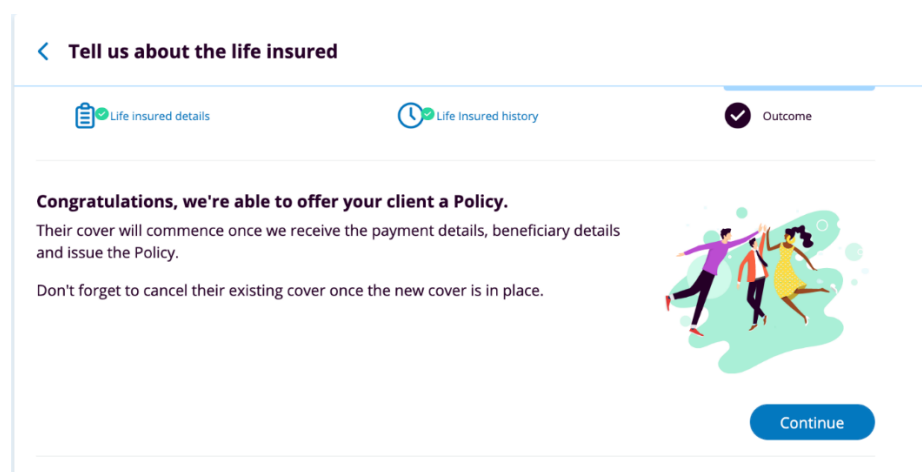 Tell us about the life insured
Life insured details
Life Insured history
Outcome
Congratulations, we're able to offer your client a Policy.
Their cover will commence once we receive the payment details, beneficiary details
and issue the Policy.
Don't forget to cancel their existing cover once the new cover is in place.
Continue